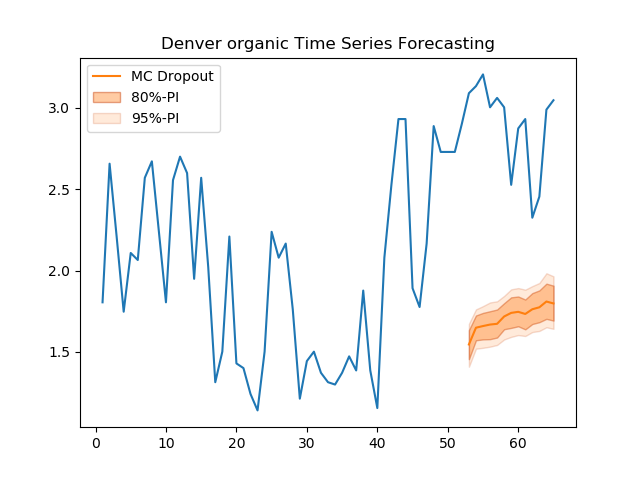 Denver organic Time Series Forecasting
MC Dropout
80%-PI
95%-PI
3.0
2.5
2.0
1.5
0 10 20 30 40 50 60